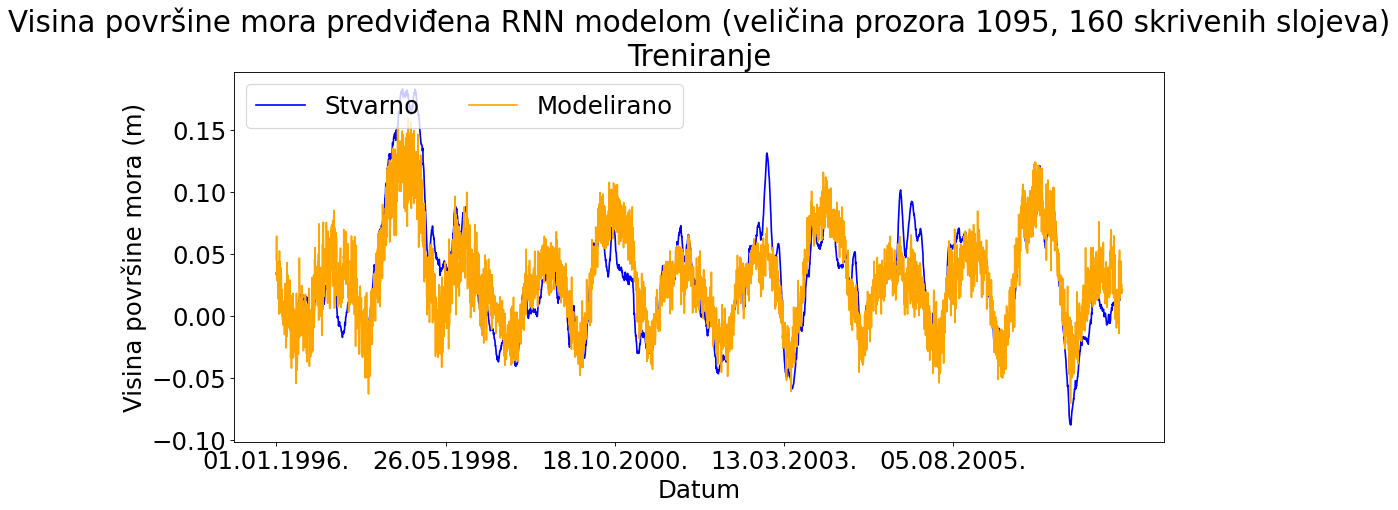 Visina površine mora predviđena RNN modelom (veličina prozora 1095, 160 skrivenih slojeva)
Treniranje
Stvarno
Modelirano
Visina površine mora (m)
0.15
0.10
0.05
0.00
−0.05
−0.10
01.01.1996.
26.05.1998.
18.10.2000.
13.03.2003.
05.08.2005.
Datum